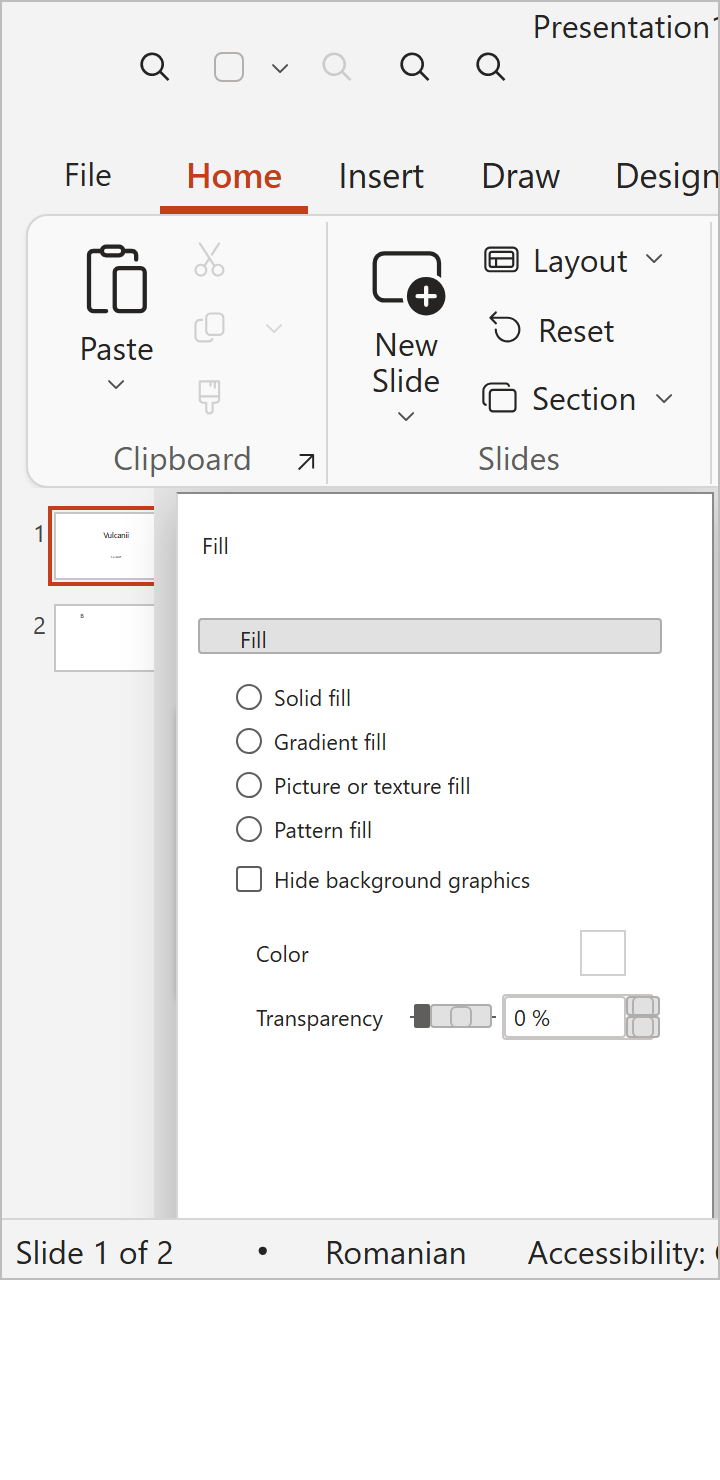 Presentation1
File Home Insert Draw Design
Layout
Reset
Paste
New
Slide
Section
Clipboard
Slides
1
Vulcanii
2
B
Fill
Fill
Solid fill
Gradient fill
Picture or texture fill
Pattern fill
Hide background graphics
Color
Transparency 0 %
Slide 1 of 2 • Romanian Accessibility: